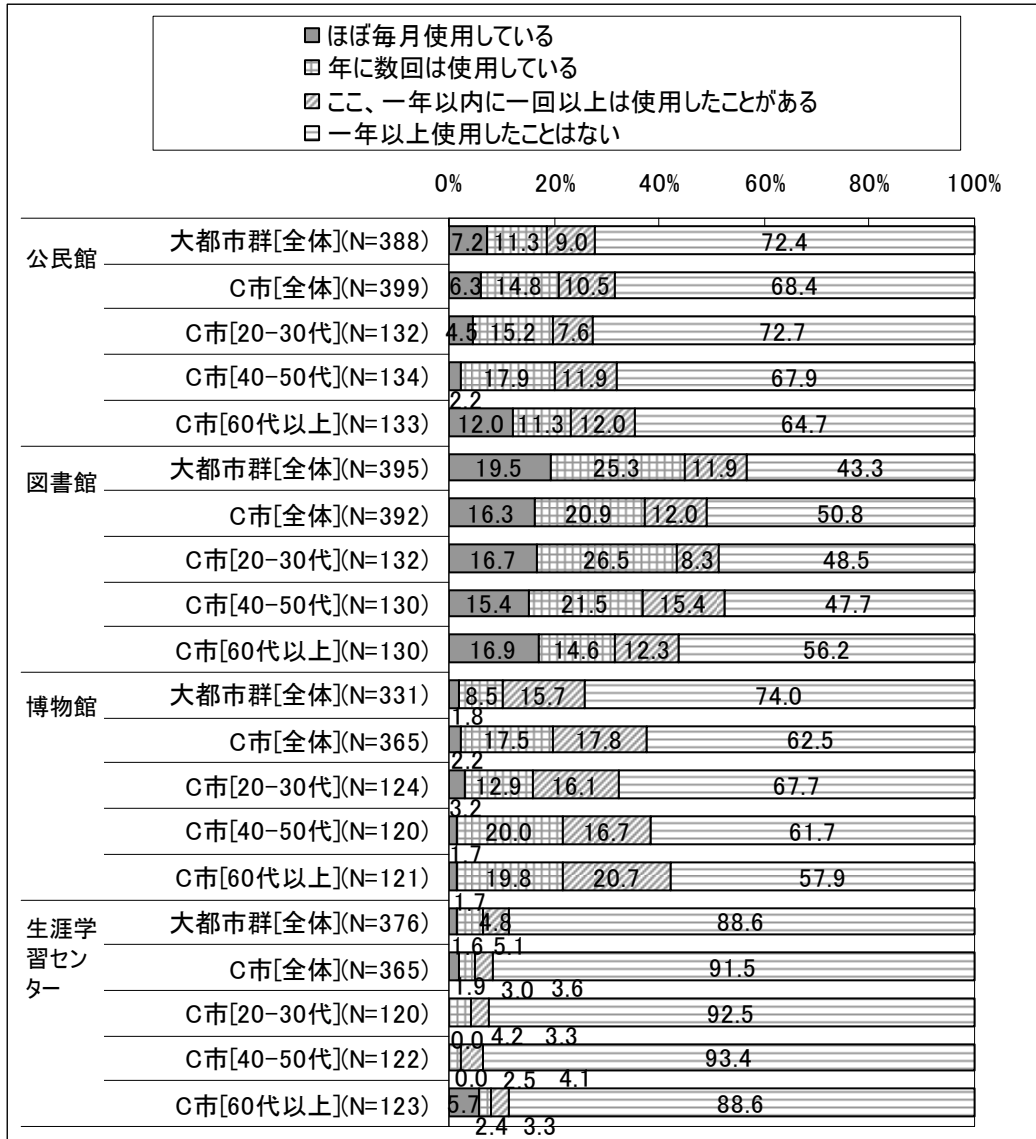 ほぼ毎月使用している
年に数回は使用している
ここ、一年以内に一回以上は使用したことがある
一年以上使用したことはない
0% 20% 40% 60% 80% 100%
公民館
大都市群[全体](N=388) 7.2 11.3 9.0 72.4
C市[全体](N=399) 6.3 14.8 10.5 68.4
C市[20-30代](N=132) 4.5 15.2 7.6 72.7
C市[40-50代](N=134) 17.9 11.9 67.9
2.2
C市[60代以上](N=133) 12.0 11.3 12.0 64.7
図書館
大都市群[全体](N=395) 19.5 25.3 11.9 43.3
C市[全体](N=392) 16.3 20.9 12.0 50.8
C市[20-30代](N=132) 16.7 26.5 8.3 48.5
C市[40-50代](N=130) 15.4 21.5 15.4 47.7
C市[60代以上](N=130) 16.9 14.6 12.3 56.2
博物館
大都市群[全体](N=331) 8.5 15.7 74.0
1.8
C市[全体](N=365) 17.5 17.8 62.5
2.2
C市[20-30代](N=124) 12.9 16.1 67.7
3.2
C市[40-50代](N=120) 20.0 16.7 61.7
1.7
C市[60代以上](N=121) 19.8 20.7 57.9
1.7
生涯学
習セン
ター
大都市群[全体](N=376) 4.8 88.6
1.6 5.1
C市[全体](N=365) 91.5
1.9 3.0 3.6
C市[20-30代](N=120) 92.5
0.0 4.2 3.3
C市[40-50代](N=122) 93.4
0.0 2.5 4.1
C市[60代以上](N=123) 5.7 88.6
2.4 3.3